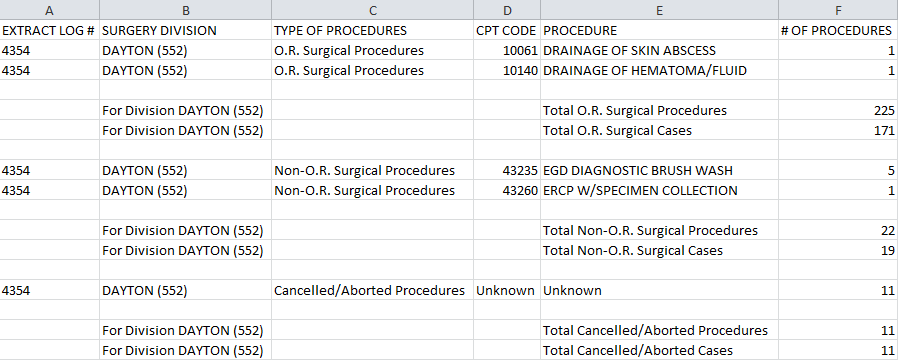 A B C D E F
EXTRACT LOG # SURGERY DIVISION TYPE OF PROCEDURES CPT CODE PROCEDURE # OF PROCEDURES
4354 DAYTON (552) O.R. Surgical Procedures 10061 DRAINAGE OF SKIN ABSCESS 1
4354 DAYTON (552) O.R. Surgical Procedures 10140 DRAINAGE OF HEMATOMA/FLUID 1
For Division DAYTON (552) Total O.R. Surgical Procedures 225
For Division DAYTON (552) Total O.R. Surgical Cases 171
4354 DAYTON (552) Non-O.R. Surgical Procedures 43235 EGD DIAGNOSTIC BRUSH WASH 5
4354 DAYTON (552) Non-O.R. Surgical Procedures 43260 ERCP W/SPECIMEN COLLECTION 1
For Division DAYTON (552) Total Non-O.R. Surgical Procedures 22
For Division DAYTON (552) Total Non-O.R. Surgical Cases 19
4354 DAYTON (552) Cancelled/Aborted Procedures Unknown Unknown 11
For Division DAYTON (552) Total Cancelled/Aborted Procedures 11
For Division DAYTON (552) Total Cancelled/Aborted Cases 11